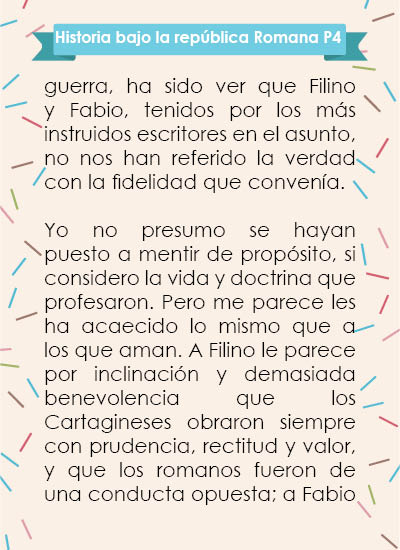 Historia bajo la república Romana P4
guerra, ha sido ver que Filino
y Fabio, tenidos por los más
instruidos escritores en el asunto,
no nos han referido la verdad
con la fidelidad que convenía.
Yo no presumo se hayan
puesto a mentir de propósito, si
considero la vida y doctrina que
profesaron. Pero me parece les
ha acaecido lo mismo que a
los que aman. A Filino le parece
por inclinación y demasiada
benevolencia que los
Cartagineses obraron siempre
con prudencia, rectitud y valor,
y que los romanos fueron de
una conducta opuesta; a Fabio